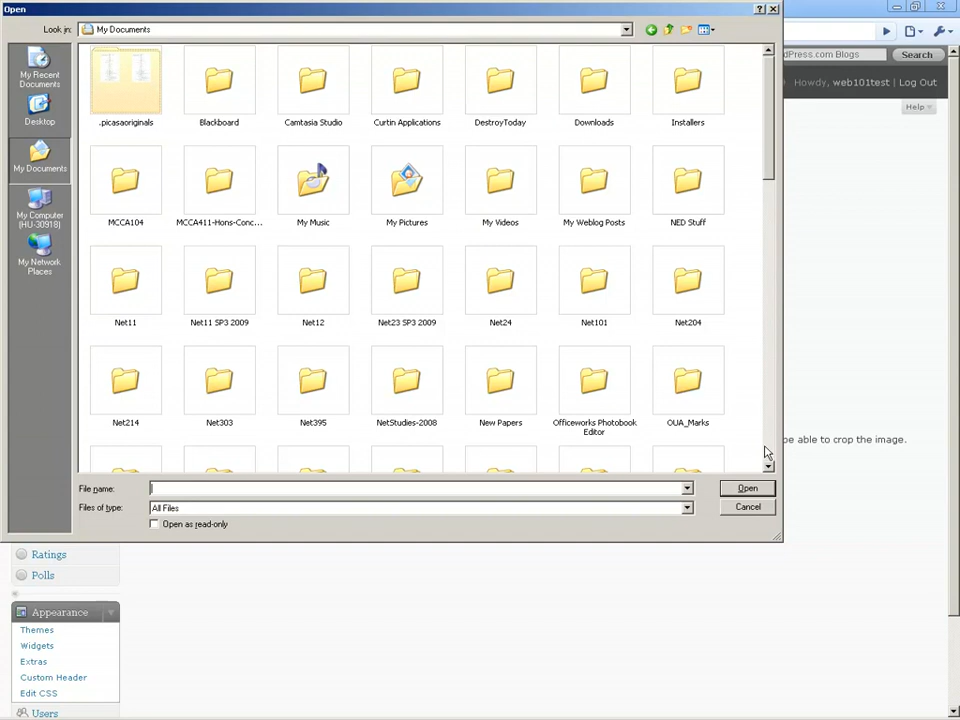 Open
Look in:
My Documents
My Recent
Documents
Desktop
My Documents
My Computer
(HU-30918)
My Network
Places
.picasaoriginals
Blackboard
Camtasia Studio
Curtin Applications
DestroyToday
Downloads
Installers
MCCA104
MCCA411-Hons-Conc...
My Music
My Pictures
My Videos
My Weblog Posts
NED Stuff
Net11
Net11 SP3 2009
Net12
Net23 SP3 2009
Net24
Net101
Net204
Net214
Net303
Net395
NetStudies-2008
New Papers
Officeworks Photobook
Editor
OUA_Marks
File name:
Open
Files of type:
All Files
Cancel
Open as read-only
dPress.com Blogs
Search
Howdy, web101test | Log Out
Help
be able to crop the image.
Ratings
Polls
Appearance
Themes
Widgets
Extras
Custom Header
Edit CSS
Users